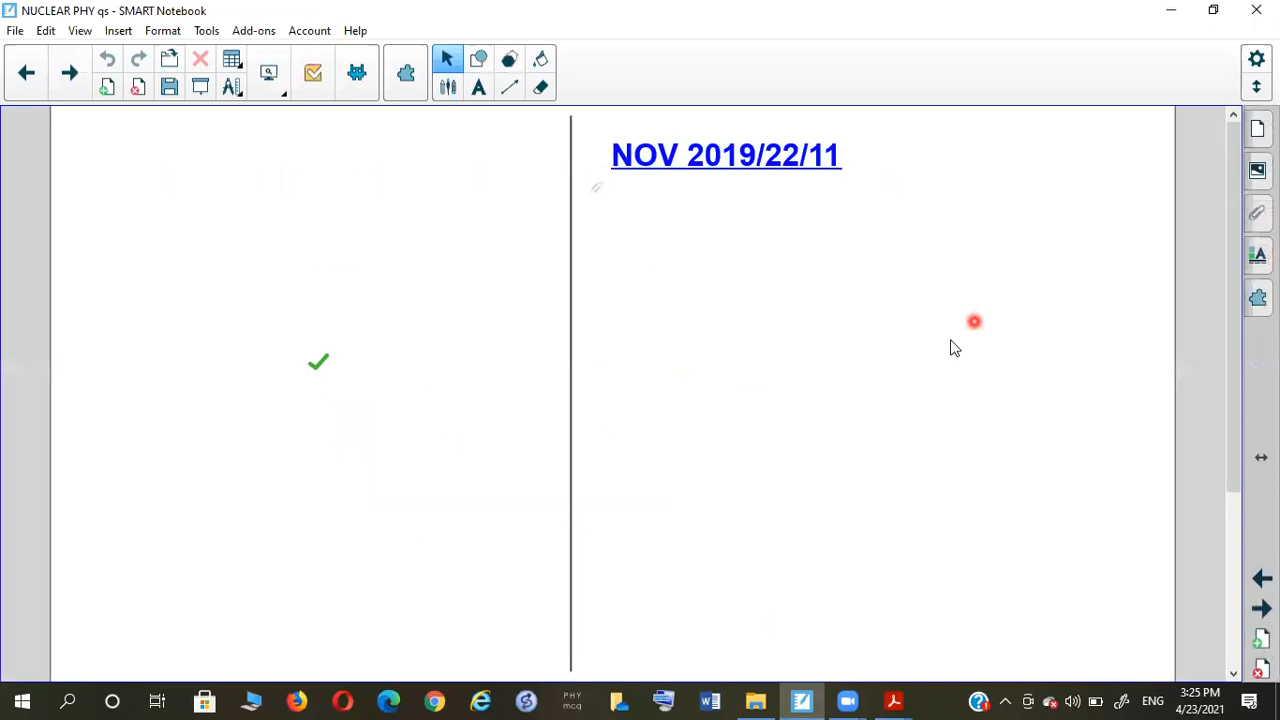 NUCLEAR PHY qs - SMART Notebook
File Edit View Insert Format Tools Add-ons Account Help
NOV 2019/22/11
PHY
mcq
ENG
3:25 PM
4/23/2021